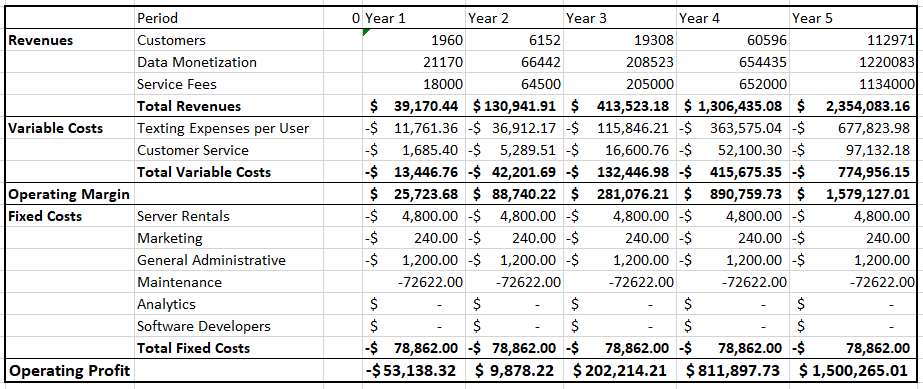 Period 0 Year 1 Year 2 Year 3 Year 4 Year 5
Revenues Customers 1960 6152 19308 60596 112971
Data Monetization 21170 66442 208523 654435 1220083
Service Fees 18000 64500 205000 652000 1134000
Total Revenues $ 39,170.44 $ 130,941.91 $ 413,523.18 $ 1,306,435.08 $ 2,354,083.16
Variable Costs Texting Expenses per User -$ 11,761.36 -$ 36,912.17 -$ 115,846.21 -$ 363,575.04 -$ 677,823.98
Customer Service -$ 1,685.40 -$ 5,289.51 -$ 16,600.76 -$ 52,100.30 -$ 97,132.18
Total Variable Costs -$ 13,446.76 -$ 42,201.69 -$ 132,446.98 -$ 415,675.35 -$ 774,956.15
Operating Margin $ 25,723.68 $ 88,740.22 $ 281,076.21 $ 890,759.73 $ 1,579,127.01
Fixed Costs Server Rentals -$ 4,800.00 -$ 4,800.00 -$ 4,800.00 -$ 4,800.00 -$ 4,800.00
Marketing -$ 240.00 -$ 240.00 -$ 240.00 -$ 240.00 -$ 240.00
General Administrative -$ 1,200.00 -$ 1,200.00 -$ 1,200.00 -$ 1,200.00 -$ 1,200.00
Maintenance -72622.00 -72622.00 -72622.00 -72622.00 -72622.00
Analytics $ - $ - $ - $ - $ -
Software Developers $ - $ - $ - $ - $ -
Total Fixed Costs -$ 78,862.00 -$ 78,862.00 -$ 78,862.00 -$ 78,862.00 -$ 78,862.00
Operating Profit -$53,138.32 $ 9,878.22 $ 202,214.21 $ 811,897.73 $ 1,500,265.01